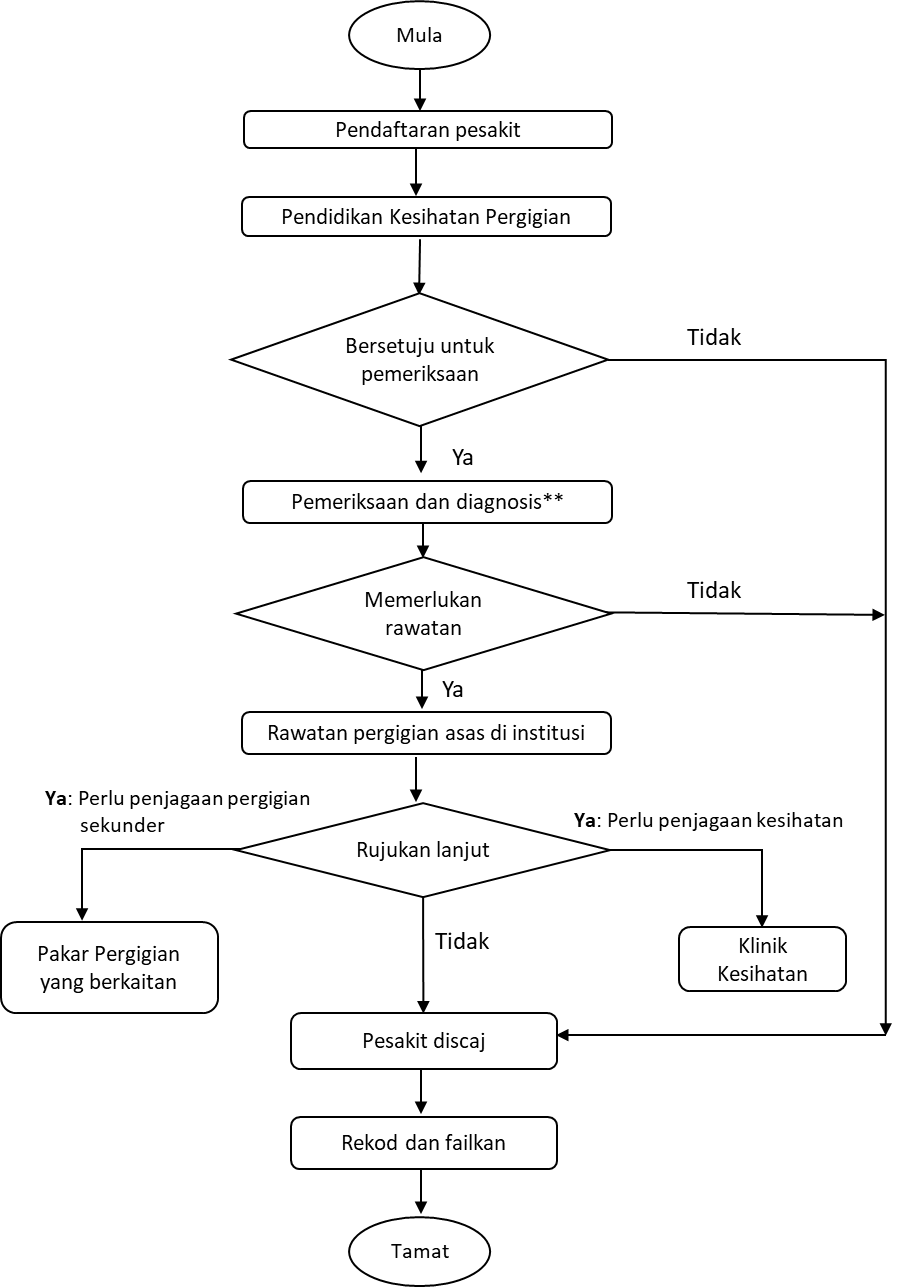 Mula
Pendaftaran pesakit
Pendidikan Kesihatan Pergigian
Bersetuju untuk
pemeriksaan
Tidak
Ya
Pemeriksaan dan diagnosis**
Memerlukan
rawatan
Tidak
Ya
Rawatan pergigian asas di institusi
Ya: Perlu penjagaan pergigian
sekunder
Rujukan lanjut
Ya: Perlu penjagaan kesihatan
Pakar Pergigian
yang berkaitan
Tidak
Klinik
Kesihatan
Pesakit discaj
Rekod dan failkan
Tamat